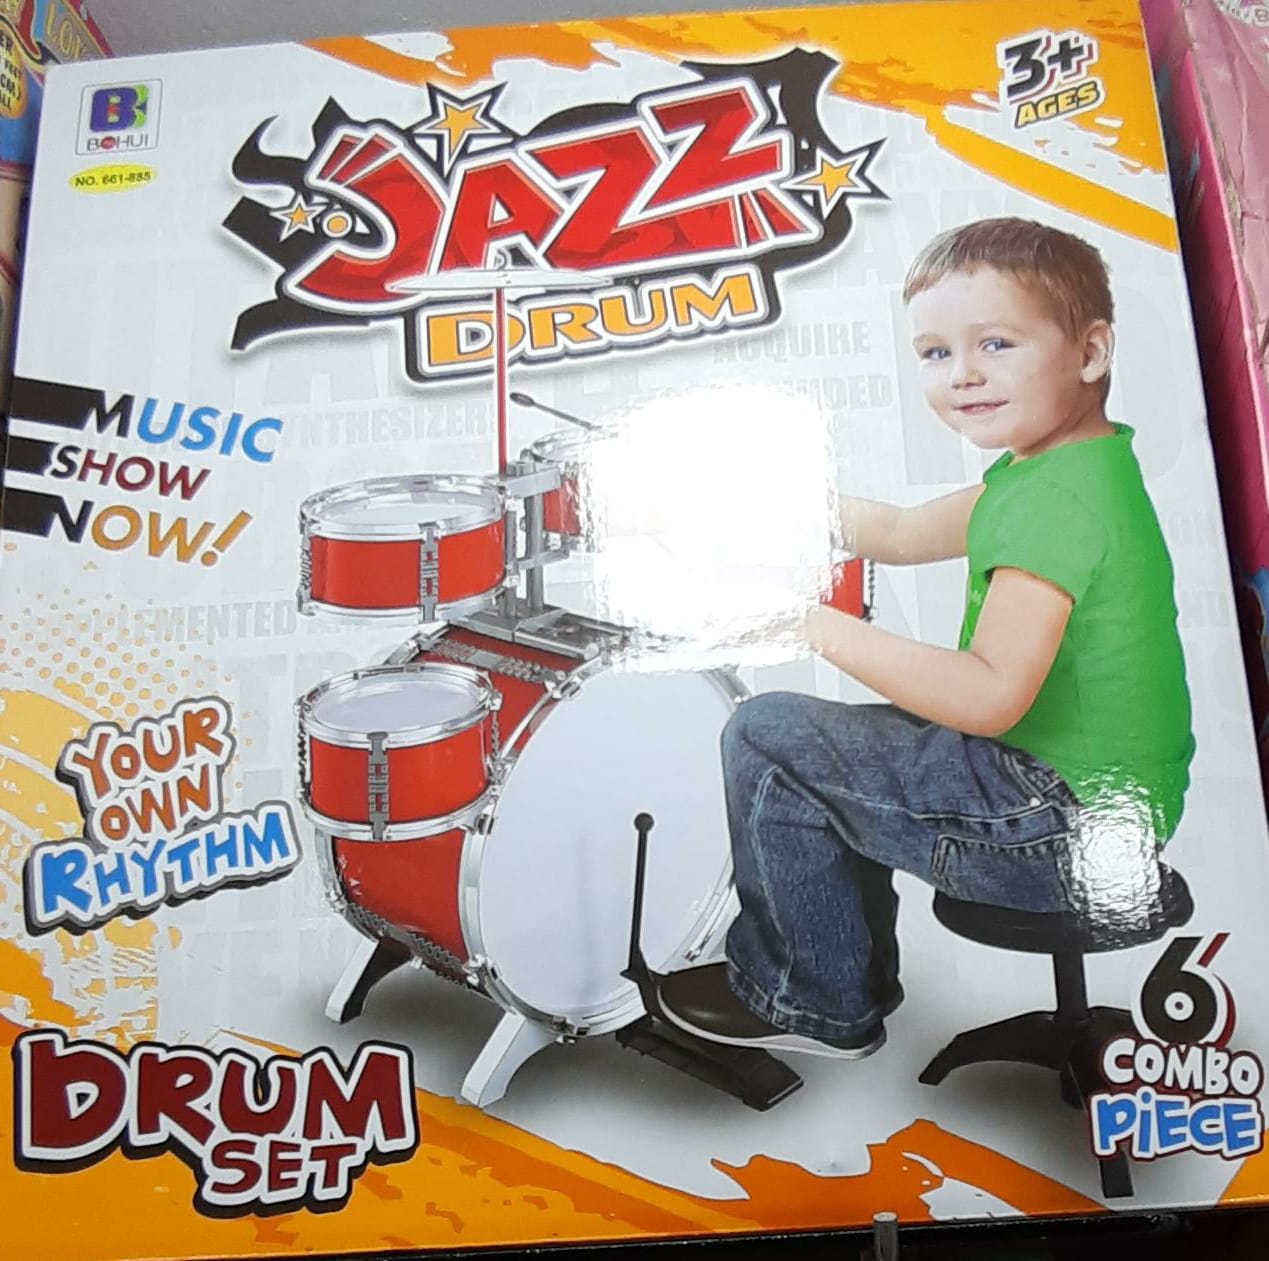 BOHUI
NO. 661-885
3+
AGES
JAZZ
DRUM
MUSIC
SHOW
NOW!
ACQUIRE
YOUR
OWN
RHYTHM
DRUM
SET
6
COMBO
PiECE